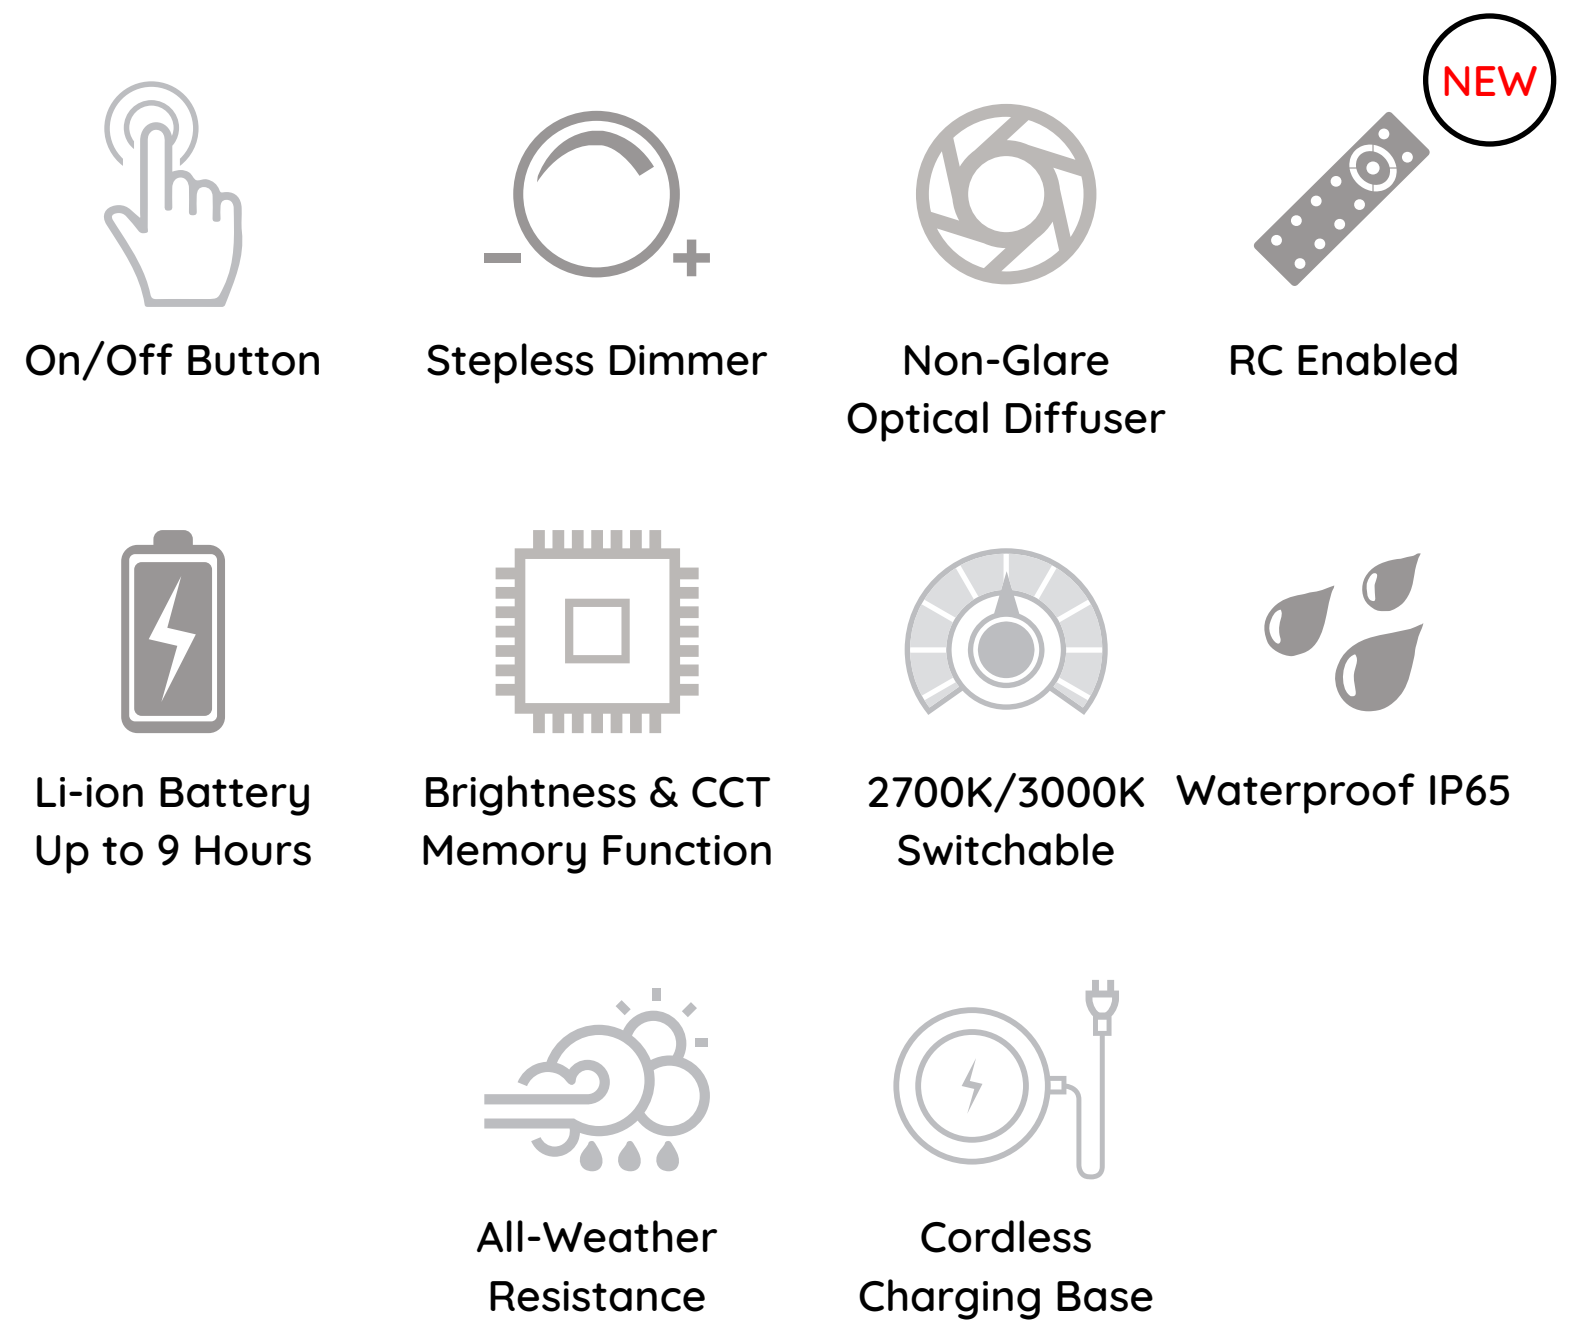 NEW
On/Off Button
Stepless Dimmer
Non-Glare
Optical Diffuser
RC Enabled
Li-ion Battery
Up to 9 Hours
Brightness & CCT
Memory Function
2700K/3000K
Switchable
Waterproof IP65
All-Weather
Resistance
Cordless
Charging Base